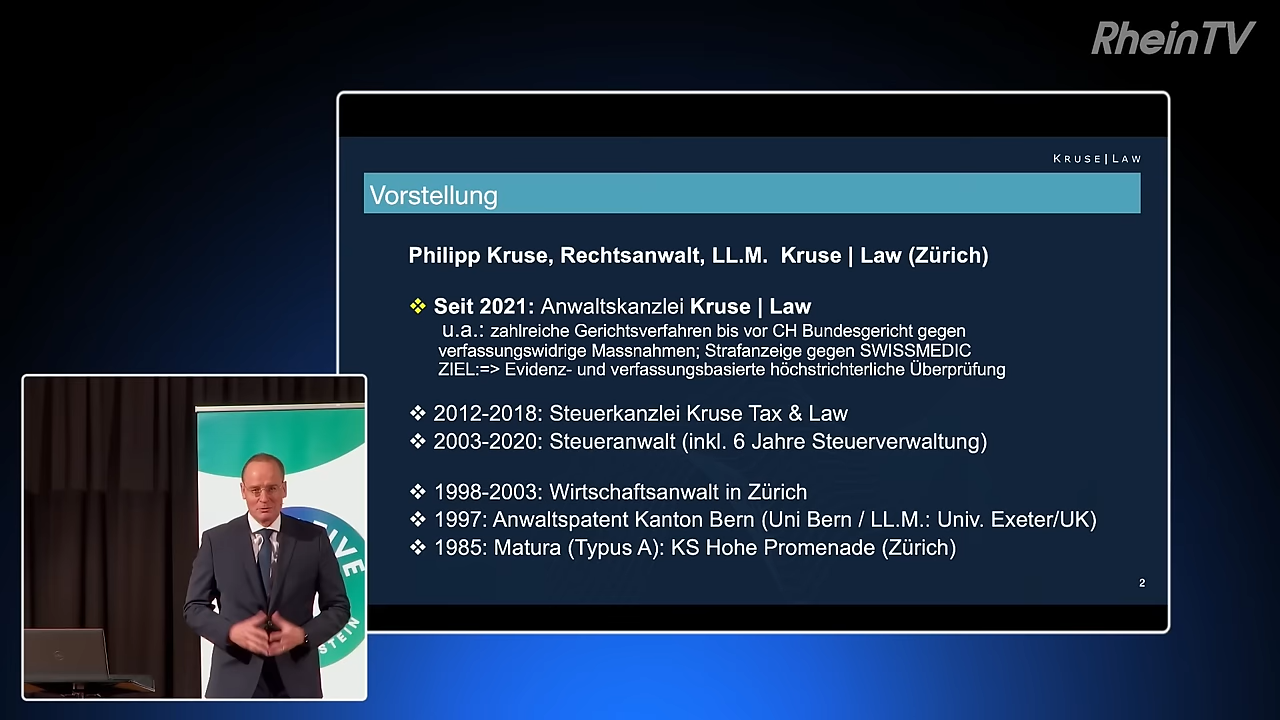 RheinTV
KRUSE|LAW
Vorstellung
Philipp Kruse, Rechtsanwalt, LL.M. Kruse | Law (Zürich)
❖ Seit 2021: Anwaltskanzlei Kruse | Law
u.a.: zahlreiche Gerichtsverfahren bis vor CH Bundesgericht gegen
verfassungswidrige Massnahmen; Strafanzeige gegen SWISSMEDIC
ZIEL:=> Evidenz- und verfassungsbasierte höchstrichterliche Überprüfung
❖ 2012-2018: Steuerkanzlei Kruse Tax & Law
❖ 2003-2020: Steueranwalt (inkl. 6 Jahre Steuerverwaltung)
❖ 1998-2003: Wirtschaftsanwalt in Zürich
❖ 1997: Anwaltspatent Kanton Bern (Uni Bern / LL.M.: Univ. Exeter/UK)
❖ 1985: Matura (Typus A): KS Hohe Promenade (Zürich)
2